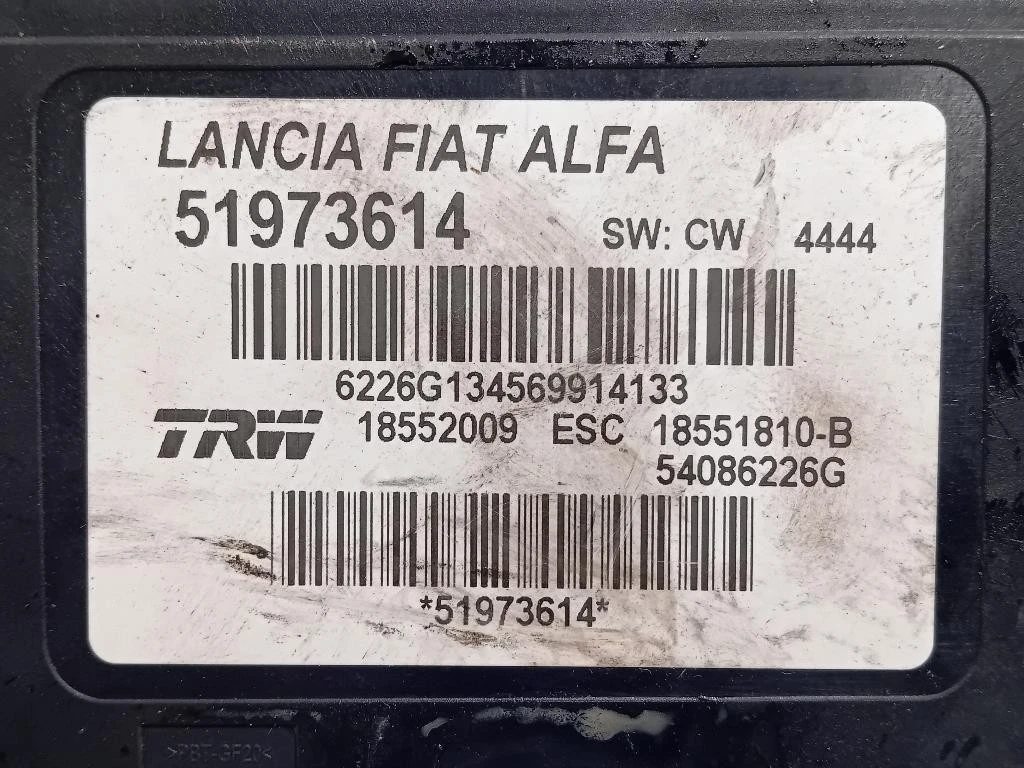 LANCIA FIAT ALFA
51973614 SW: CW 4444
6226G134569914133
TRW 18552009 ESC 18551810-B
54086226G
*51973614*
>PBT-GF20<